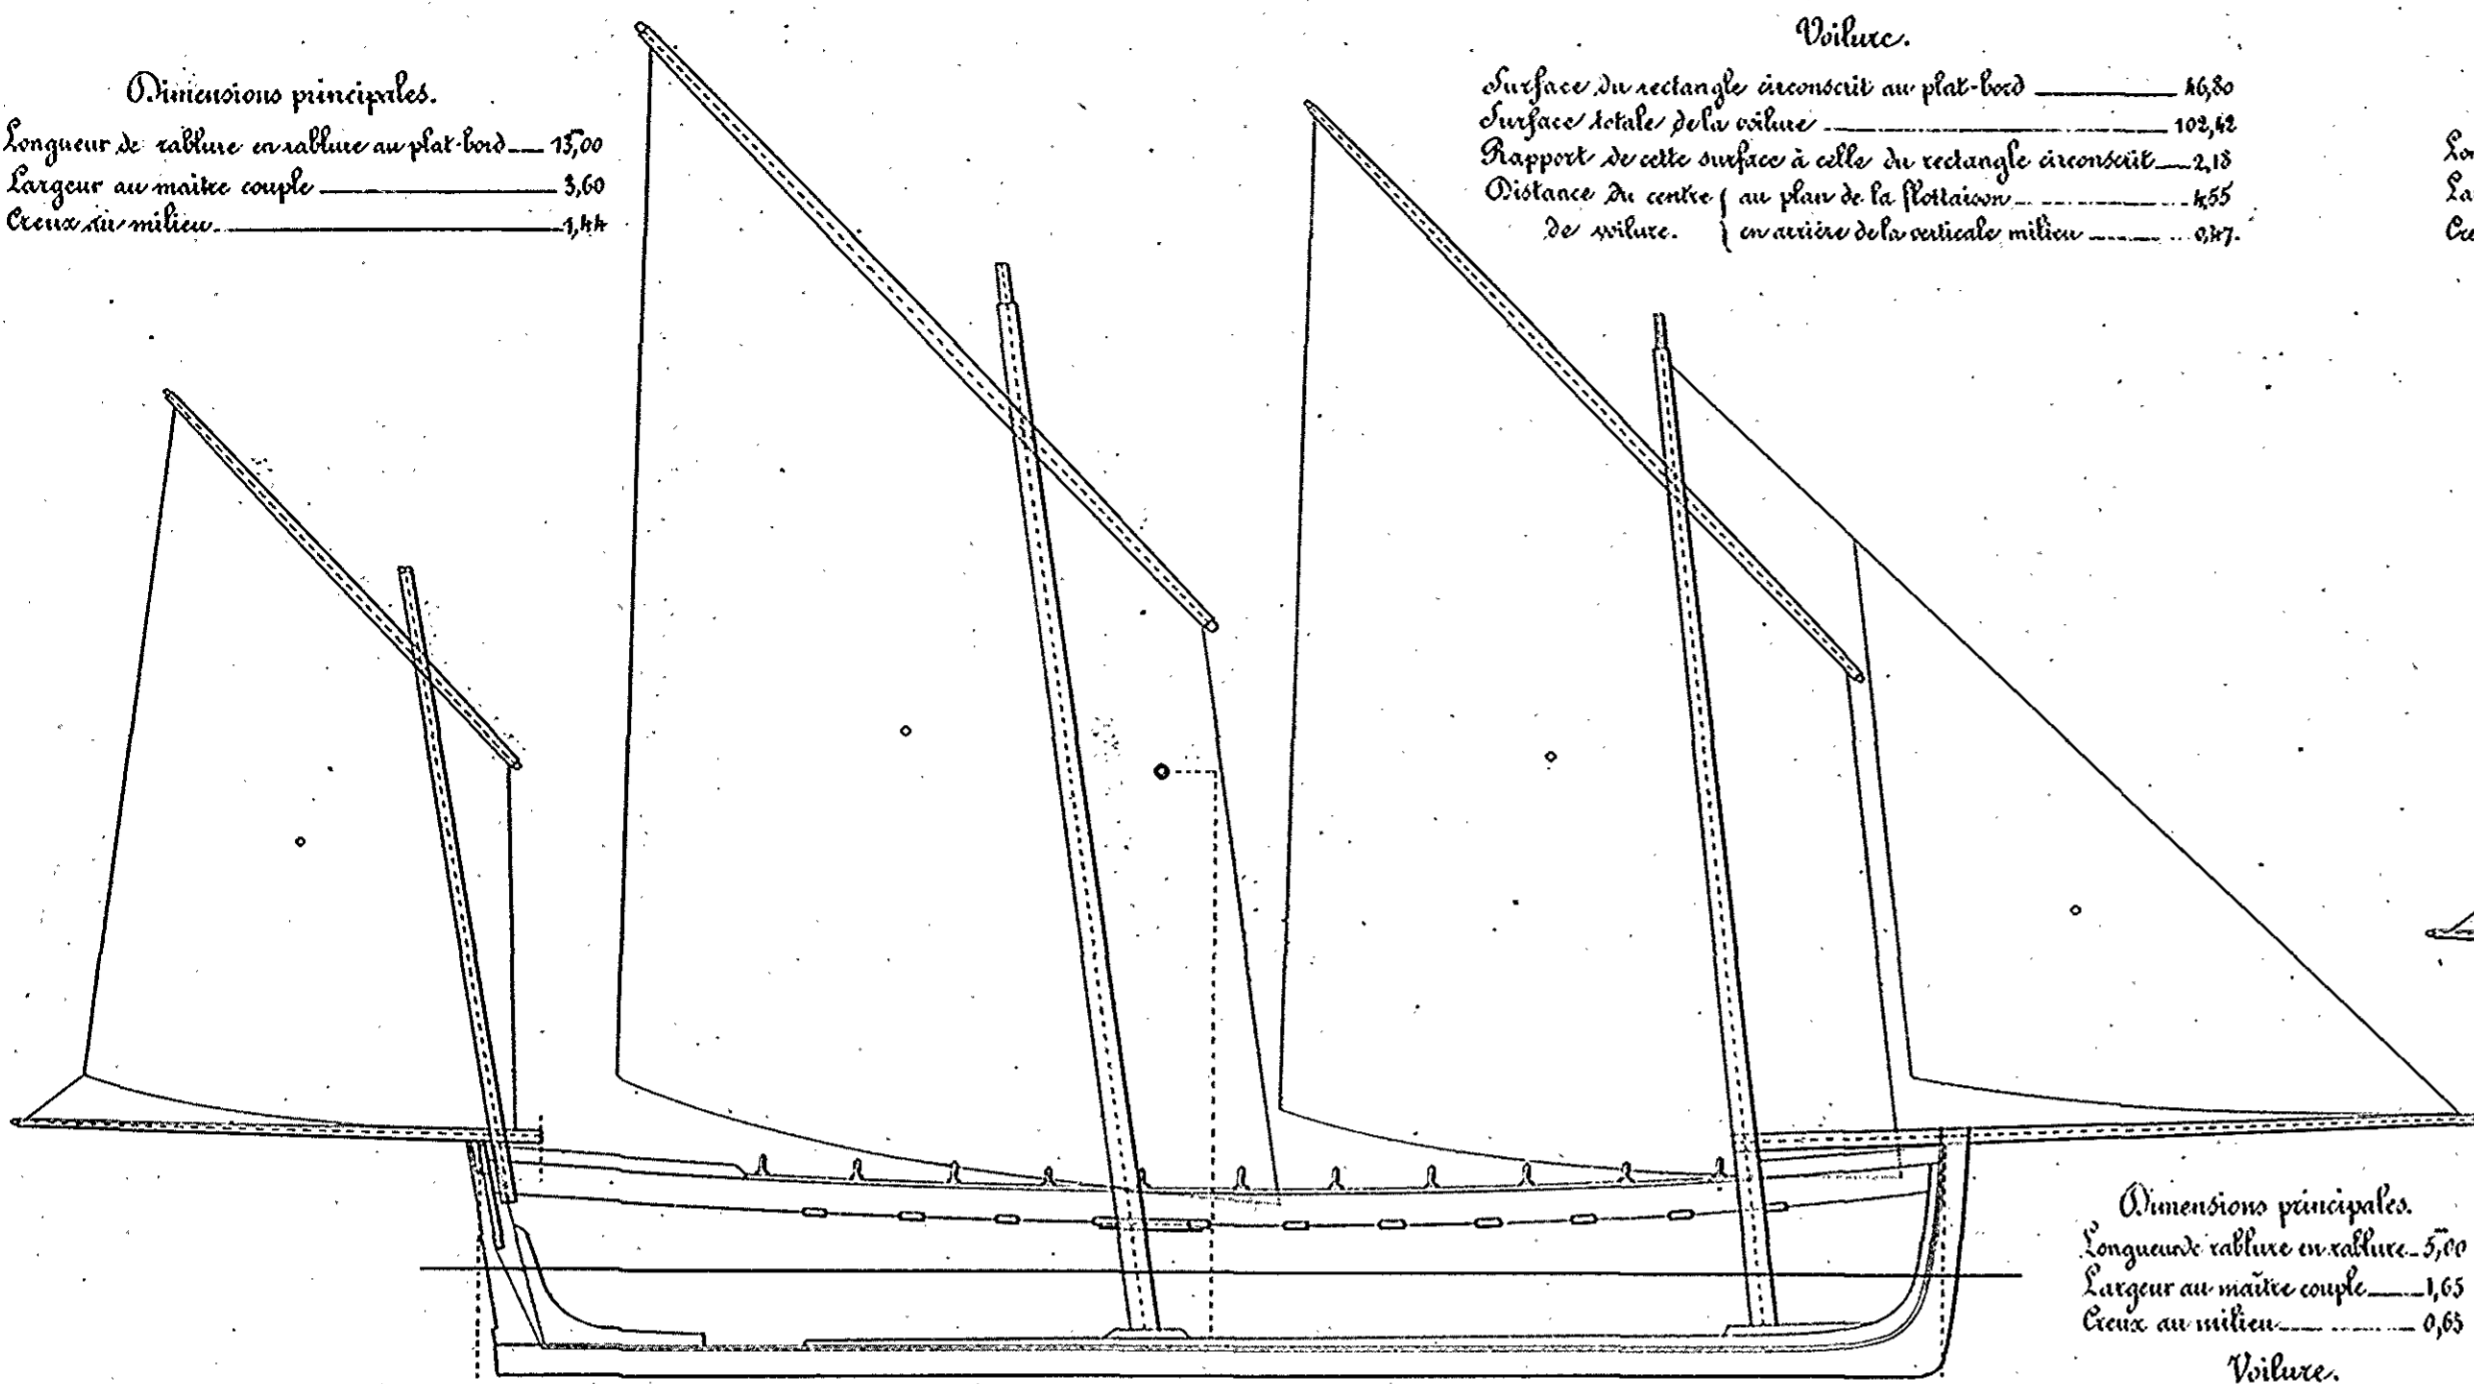 Dimensions principales.
Longueur de rablure en rablure au plat-bord 13,00
Largeur au maître couple 3,60
Creux au milieu 1,44
Voilure.
Surface du rectangle circonscrit au plat-bord 46,80
Surface totale de la voilure 102,42
Rapport de cette surface à celle du rectangle circonscrit 2,18
Distance du centre { au plan de la flottaison 4,55
de voilure. { en arrière de la verticale milieu 0,47.
Dimensions principales.
Longueur de rablure en rablure 5,00
Largeur au maître couple 1,65
Creux au milieu 0,65
Voilure.